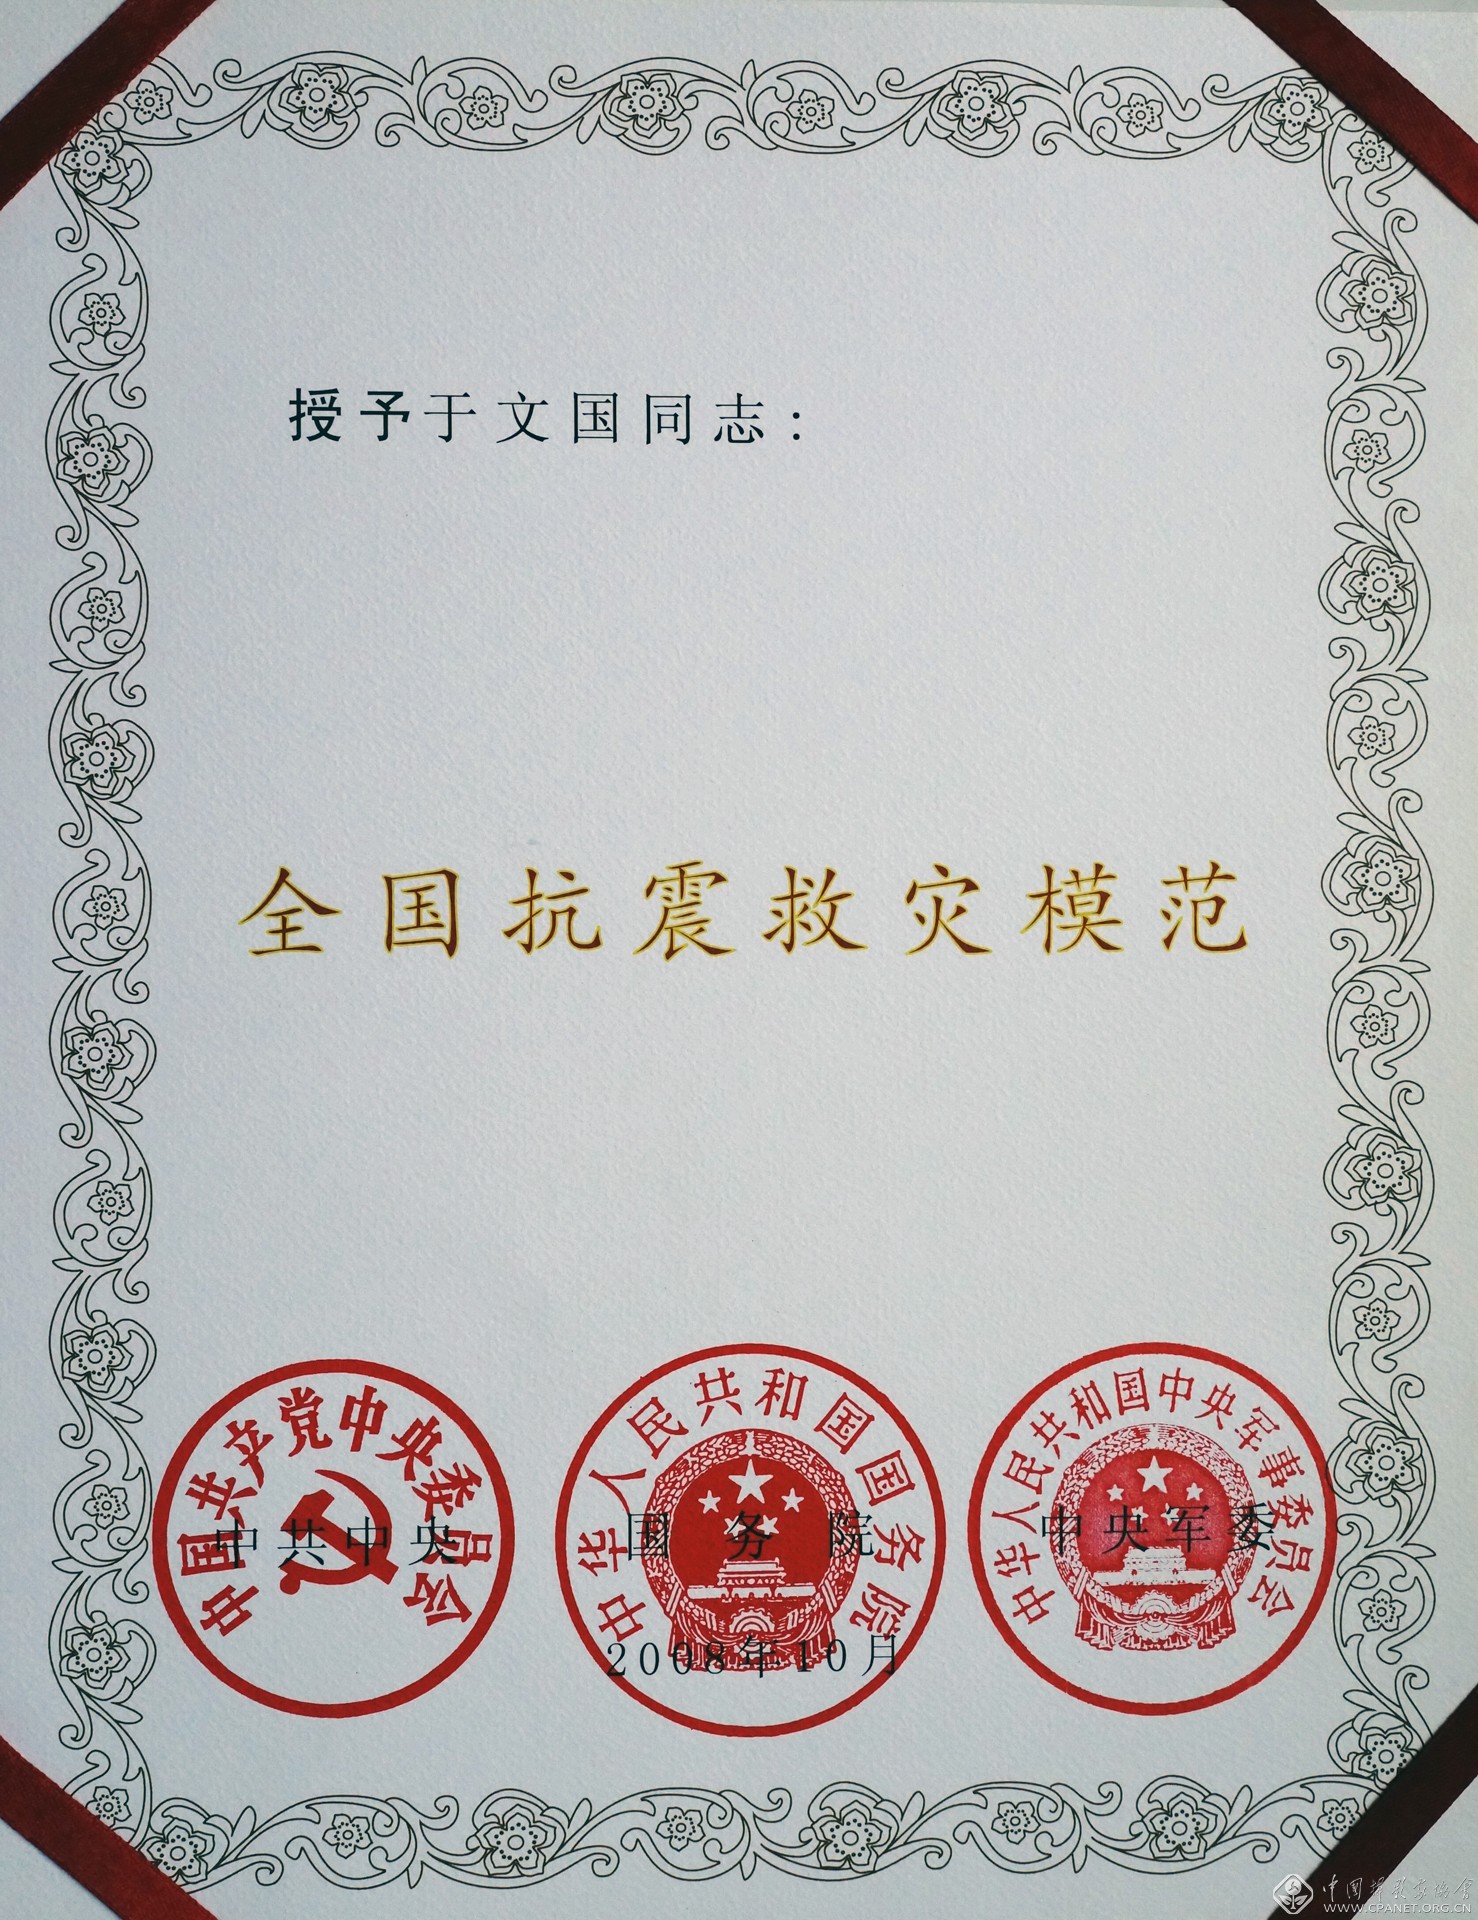 授予于文国同志：
全国抗震救灾模范
中国共产党中央委员会
中共中央
中华人民共和国国务院
国务院
中华人民共和国中央军事委员会
中央军委
2008年10月
中国摄影家协会
WWW.CPANET.ORG.CN